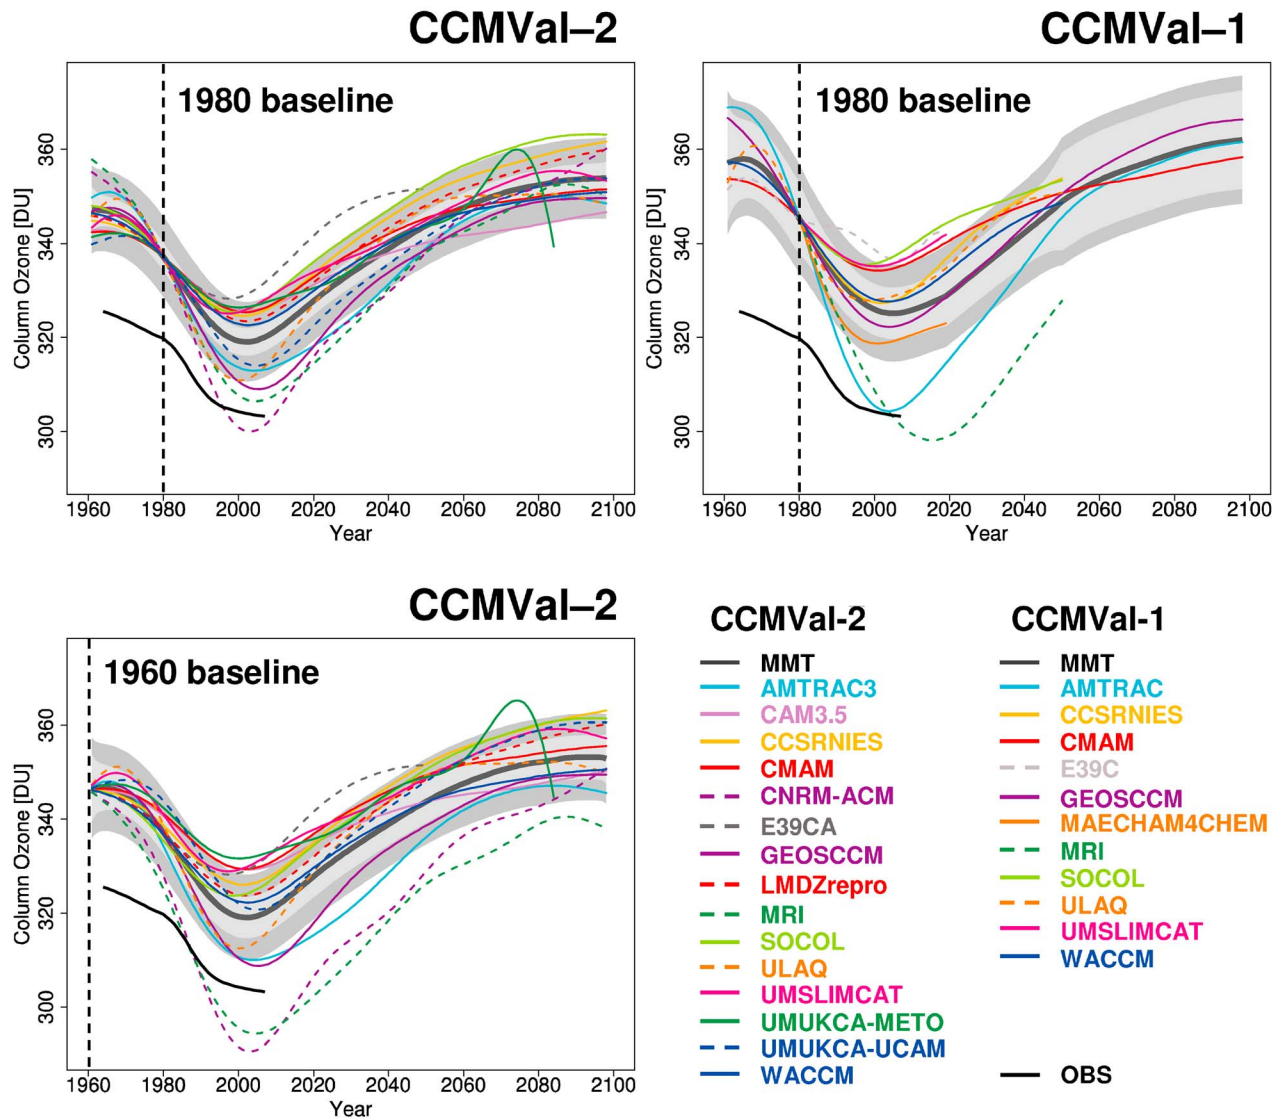 CCMVal–2
1980 baseline
Column Ozone [DU]
360
340
320
300
1960 1980 2000 2020 2040 2060 2080 2100
Year
CCMVal–1
1980 baseline
Column Ozone [DU]
360
340
320
300
1960 1980 2000 2020 2040 2060 2080 2100
Year
CCMVal–2
1960 baseline
Column Ozone [DU]
360
340
320
300
1960 1980 2000 2020 2040 2060 2080 2100
Year
CCMVal-2
MMT
AMTRAC3
CAM3.5
CCSRNIES
CMAM
CNRM-ACM
E39CA
GEOSCCM
LMDZrepro
MRI
SOCOL
ULAQ
UMSLIMCAT
UMUKCA-METO
UMUKCA-UCAM
WACCM
CCMVal-1
MMT
AMTRAC
CCSRNIES
CMAM
E39C
GEOSCCM
MAECHAM4CHEM
MRI
SOCOL
ULAQ
UMSLIMCAT
WACCM
OBS